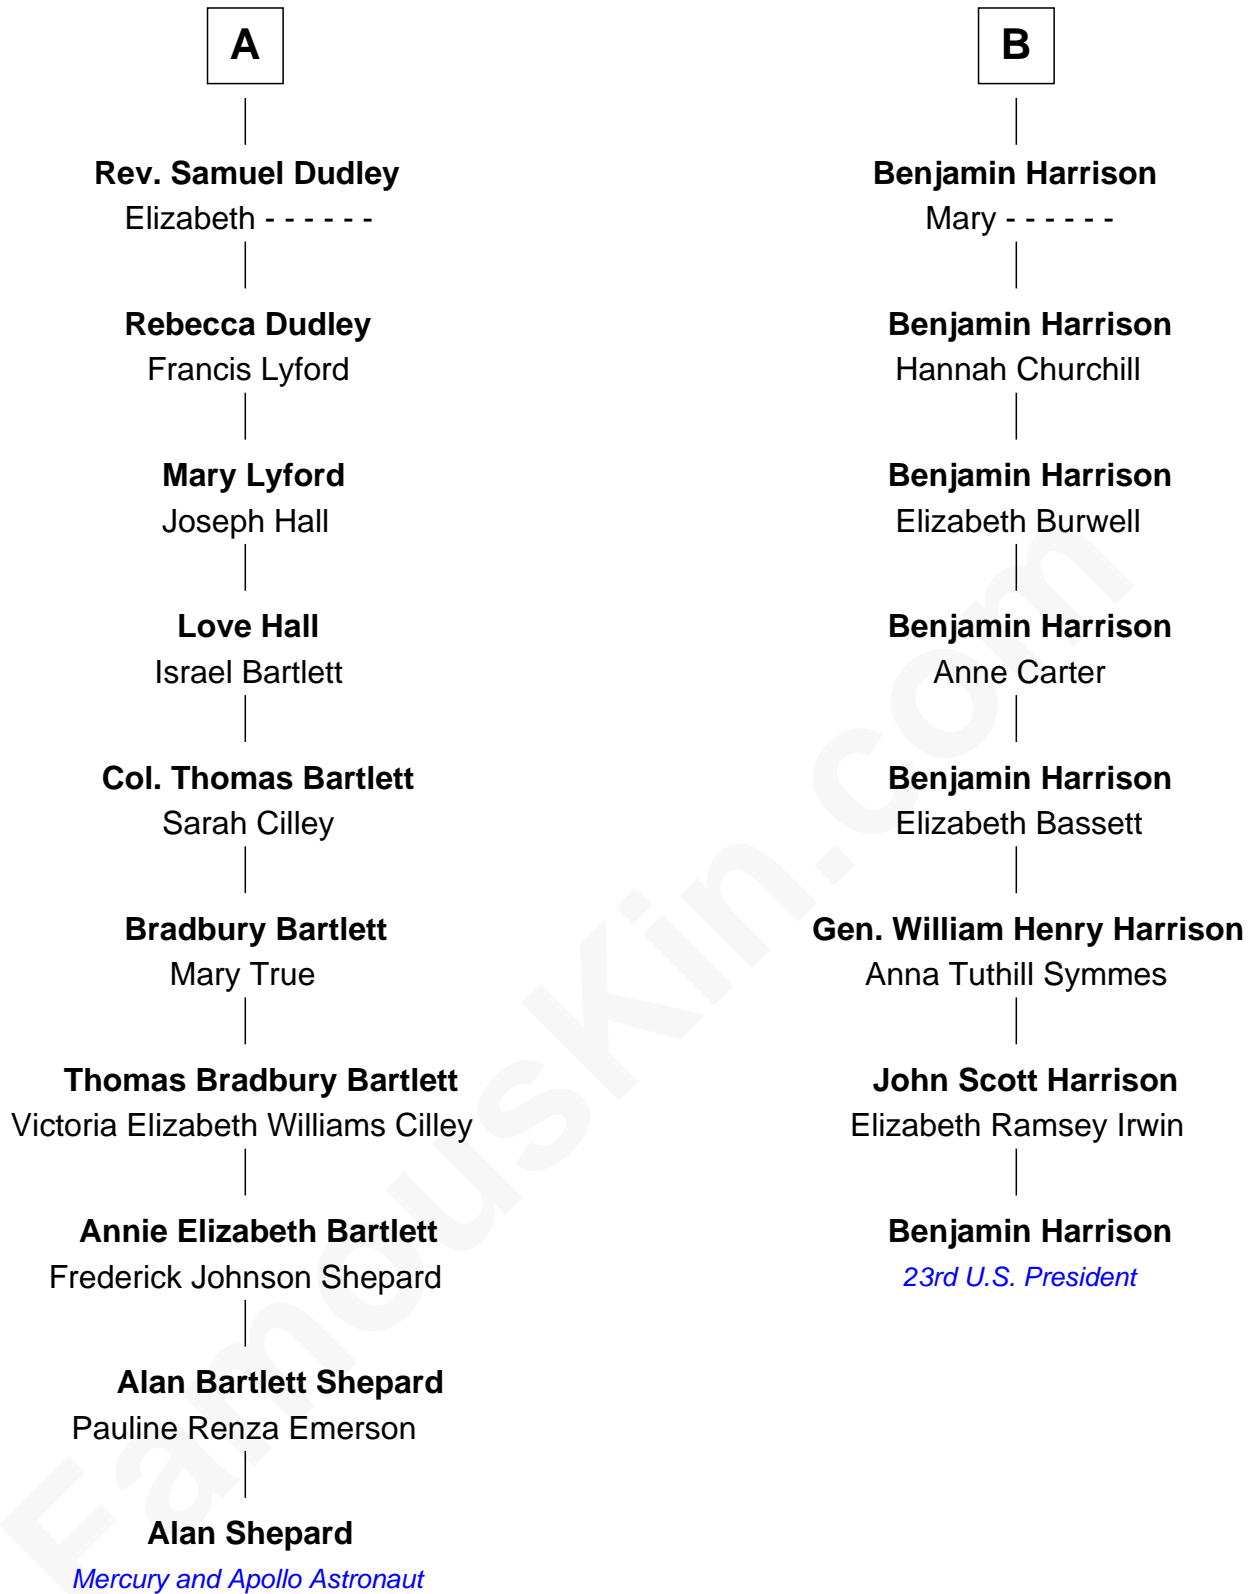 A
Rev. Samuel Dudley
Elizabeth - - - - - -
Rebecca Dudley
Francis Lyford
Mary Lyford
Joseph Hall
Love Hall
Israel Bartlett
Col. Thomas Bartlett
Sarah Cilley
Bradbury Bartlett
Mary True
Thomas Bradbury Bartlett
Victoria Elizabeth Williams Cilley
Annie Elizabeth Bartlett
Frederick Johnson Shepard
Alan Bartlett Shepard
Pauline Renza Emerson
Alan Shepard
Mercury and Apollo Astronaut
B
Benjamin Harrison
Mary - - - - - -
Benjamin Harrison
Hannah Churchill
Benjamin Harrison
Elizabeth Burwell
Benjamin Harrison
Anne Carter
Benjamin Harrison
Elizabeth Bassett
Gen. William Henry Harrison
Anna Tuthill Symmes
John Scott Harrison
Elizabeth Ramsey Irwin
Benjamin Harrison
23rd U.S. President
FamousKin.com